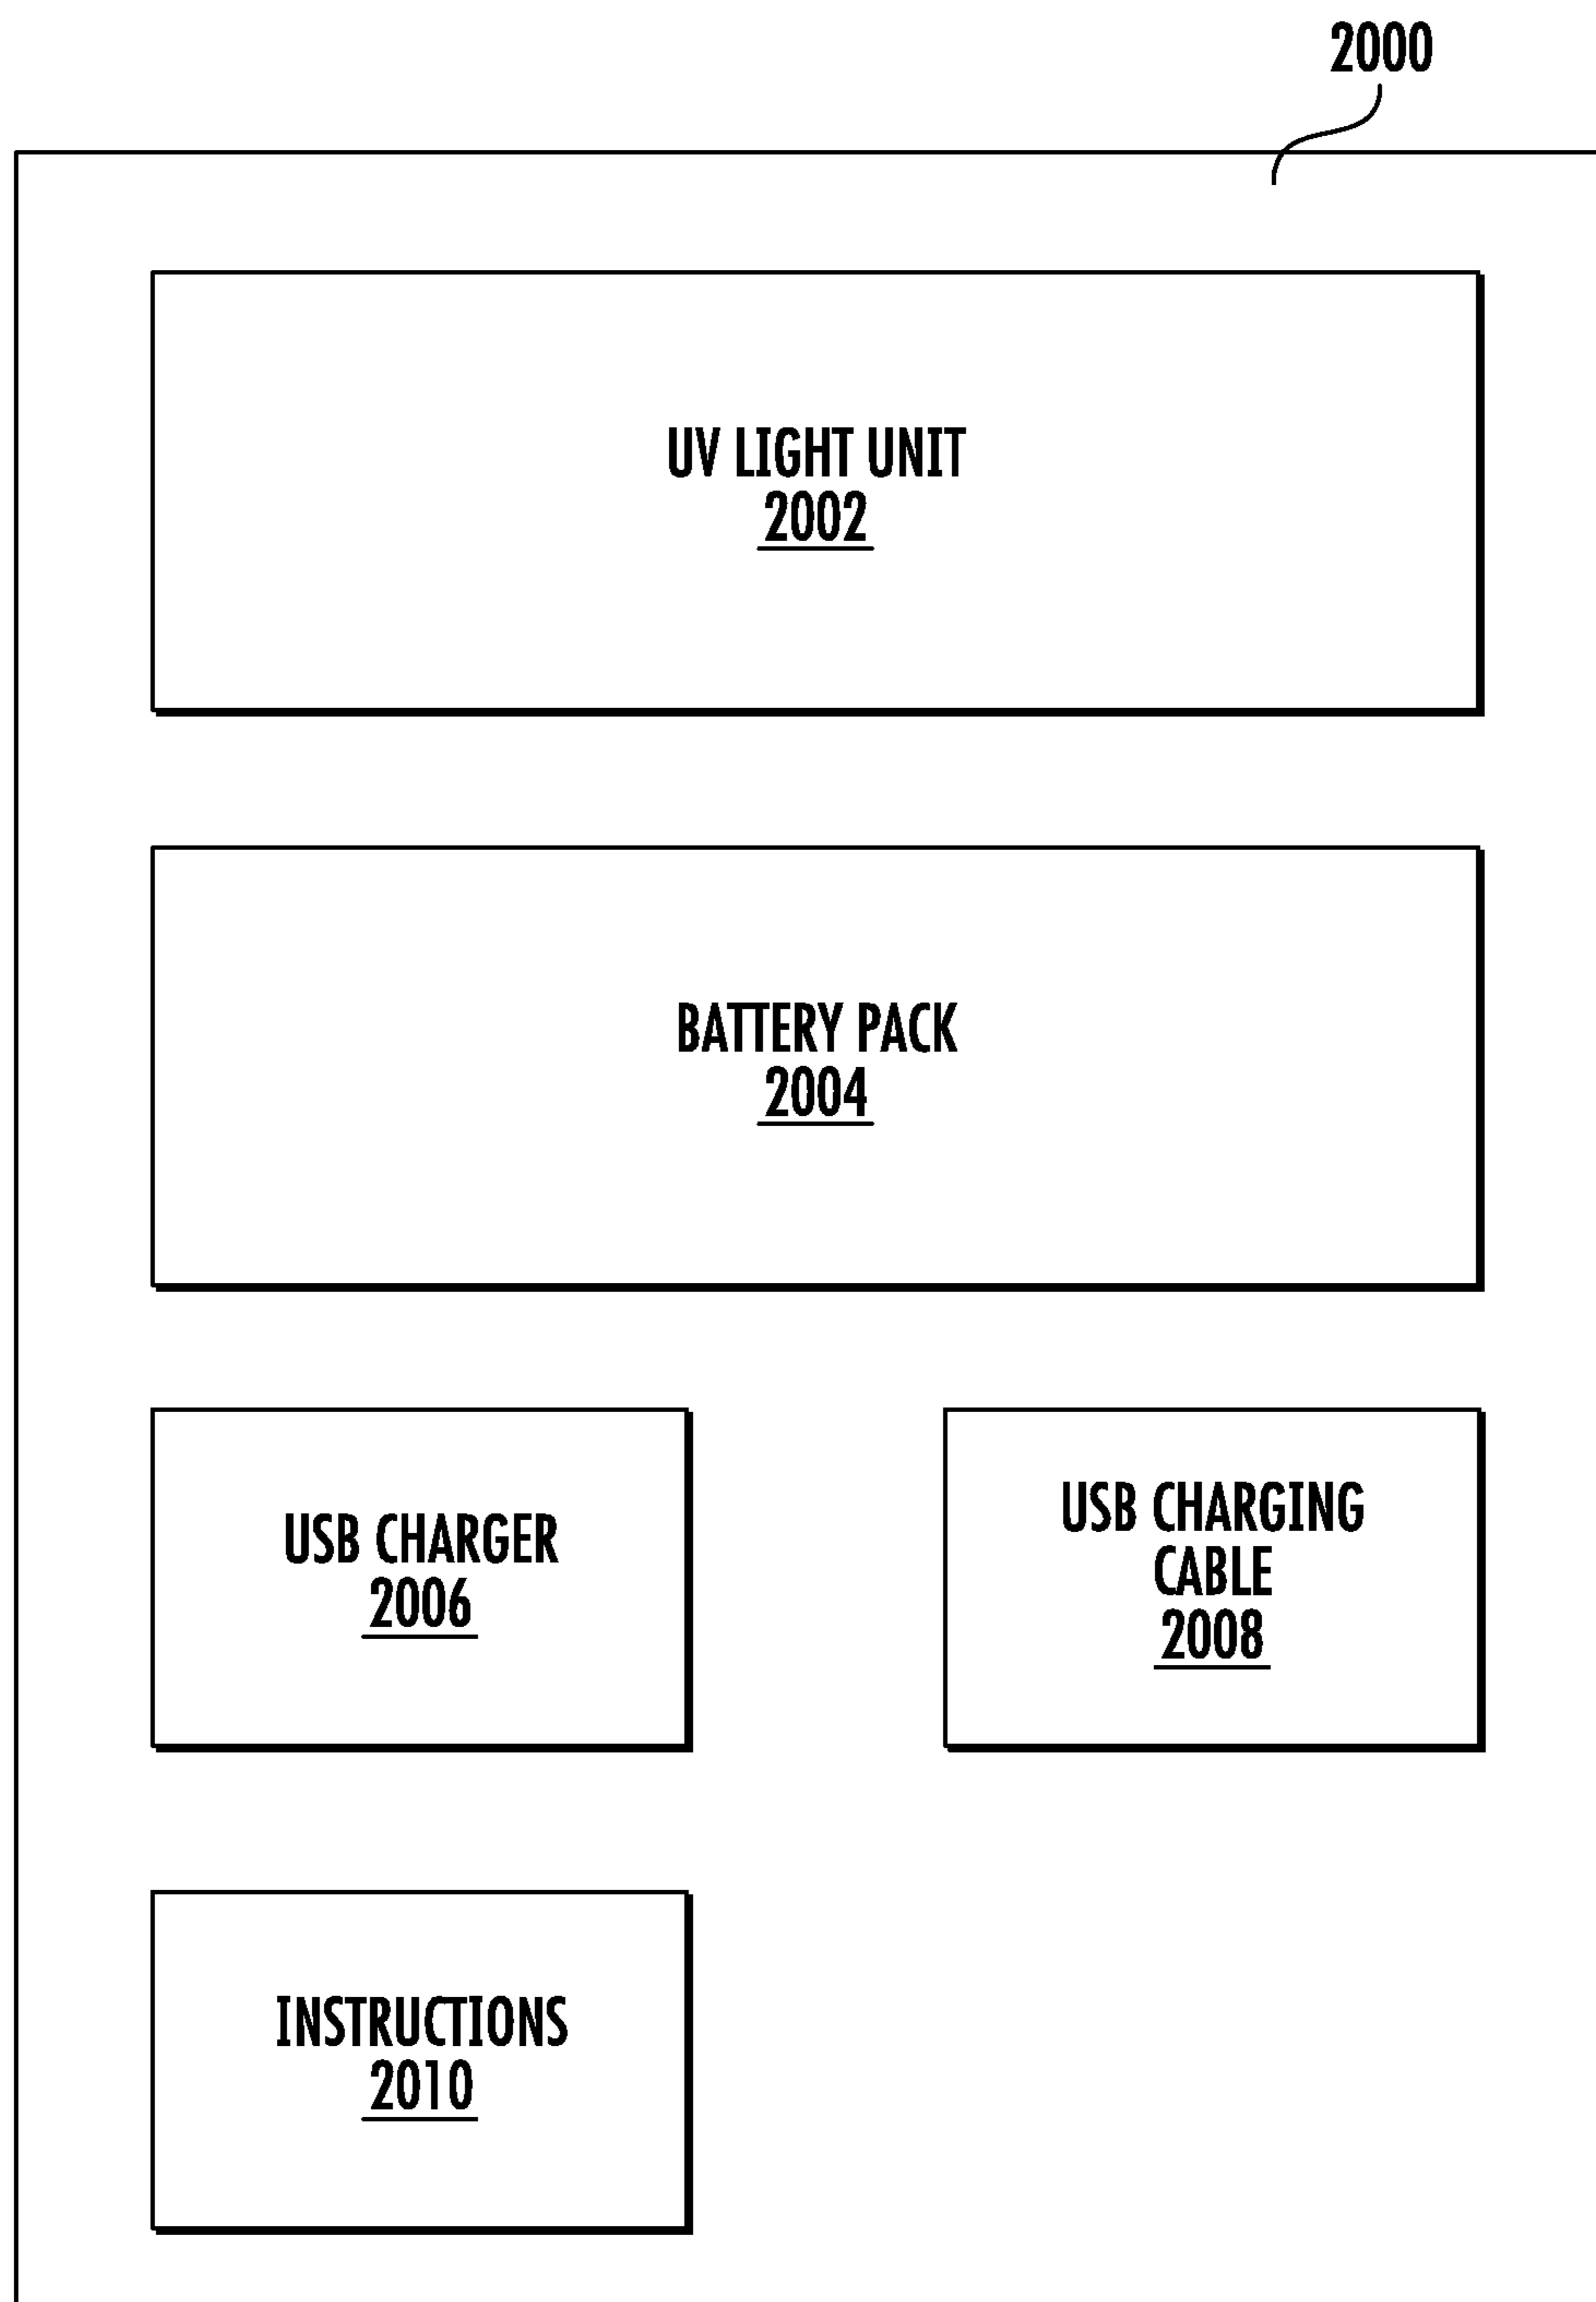 2000
UV LIGHT UNIT
2002
BATTERY PACK
2004
USB CHARGER
2006
USB CHARGING
CABLE
2008
INSTRUCTIONS
2010